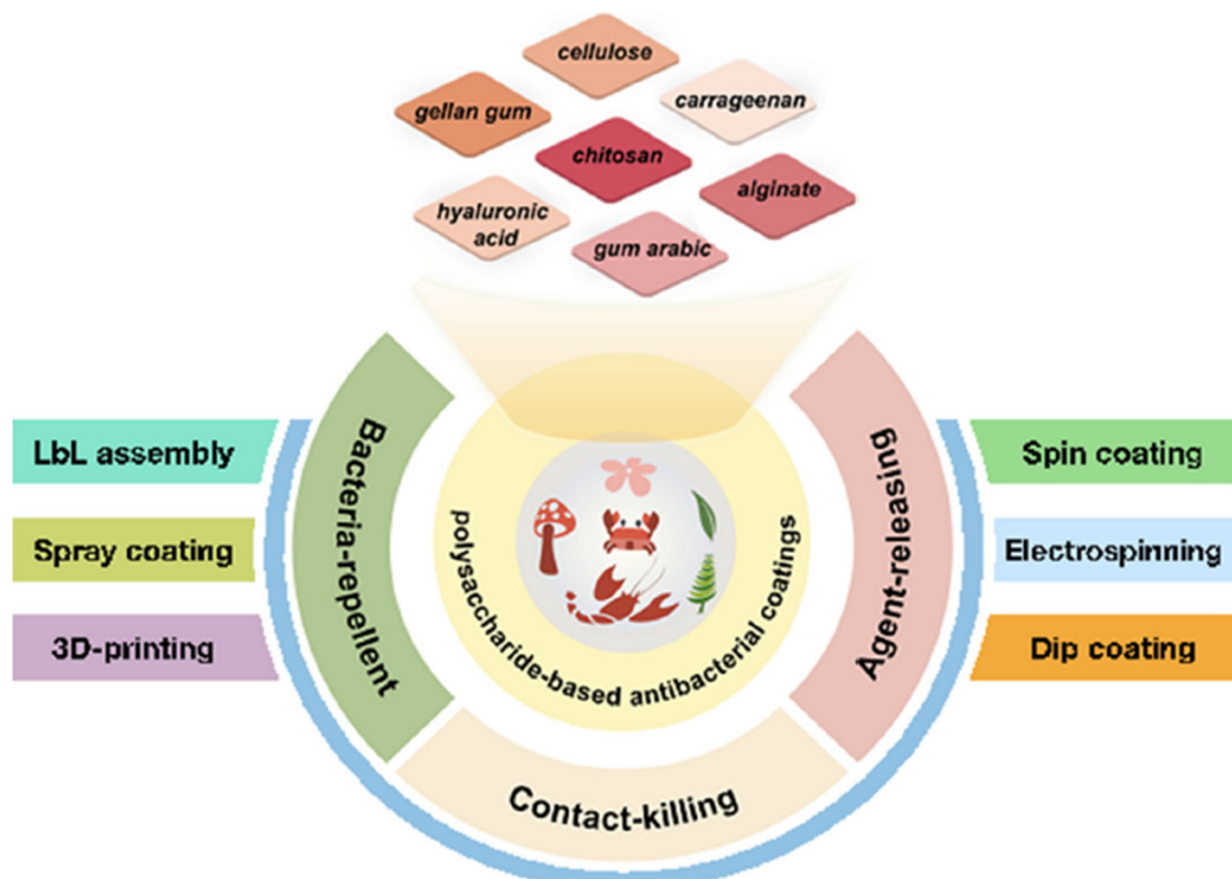 cellulose
gellan gum
carrageenan
chitosan
alginate
hyaluronic
acid
gum arabic
LbL assembly
Spray coating
3D-printing
Bacteria-repellent
polysaccharide-based antibacterial coatings
Agent-releasing
Contact-killing
Spin coating
Electrospinning
Dip coating